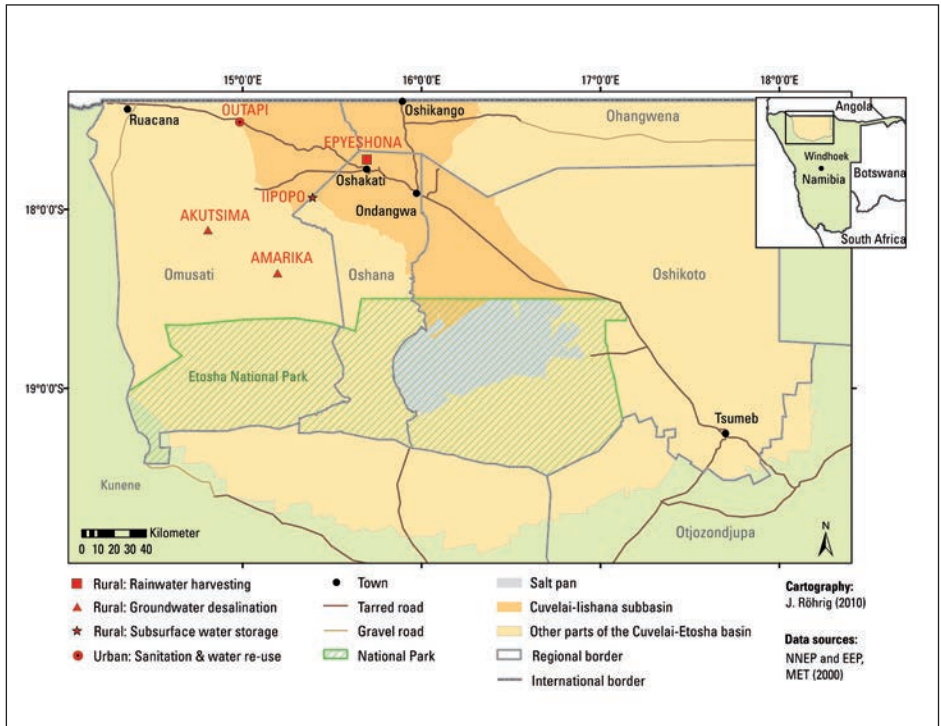 15°0'0"E
16°0'0"E
17°0'0"E
18°0'0"E
18°0'0"S
19°0'0"S
Ruacana
OUTAPI
Oshikango
Ohangwena
EPYESHONA
Oshakati
IIPOPO
Ondangwa
AKUTSIMA
AMARIKA
Omusati
Oshana
Oshikoto
Etosha National Park
Tsumeb
Kunene
Otjozondjupa
Angola
Windhoek
Namibia
Botswana
South Africa
Kilometer
0 10 20 30 40
N
Rural: Rainwater harvesting
Rural: Groundwater desalination
Rural: Subsurface water storage
Urban: Sanitation & water re-use
Town
Tarred road
Gravel road
National Park
Salt pan
Cuvelai-Iishana subbasin
Other parts of the Cuvelai-Etosha basin
Regional border
International border
Cartography:
J. Röhrig (2010)
Data sources:
NNEP and EEP,
MET (2000)